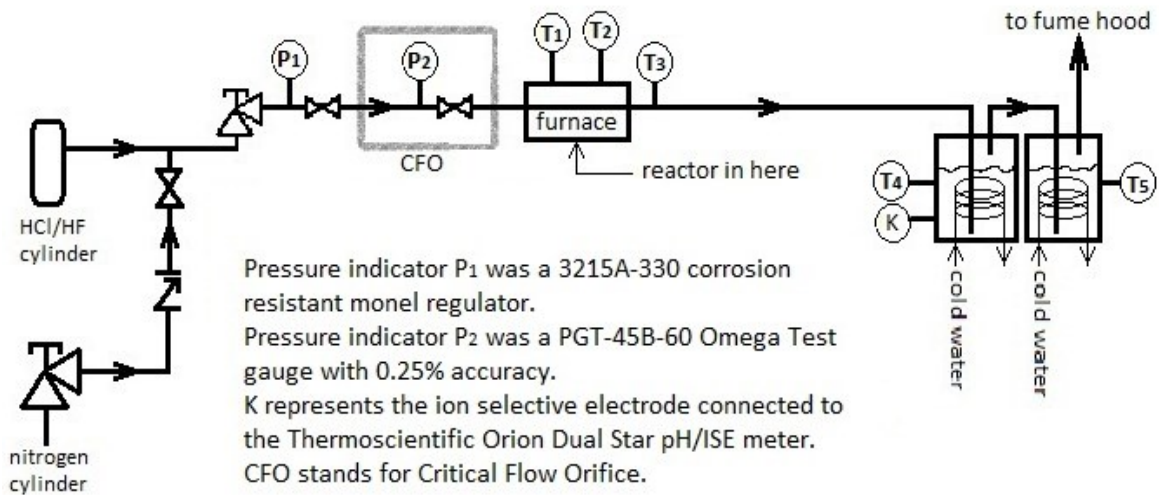 to fume hood
T1
T2
P1
P2
T3
furnace
CFO
reactor in here
HCl/HF
cylinder
T4
T5
K
cold water
cold water
Pressure indicator P1 was a 3215A-330 corrosion
resistant monel regulator.
Pressure indicator P2 was a PGT-45B-60 Omega Test
gauge with 0.25% accuracy.
K represents the ion selective electrode connected to
the Thermoscientific Orion Dual Star pH/ISE meter.
CFO stands for Critical Flow Orifice.
nitrogen
cylinder